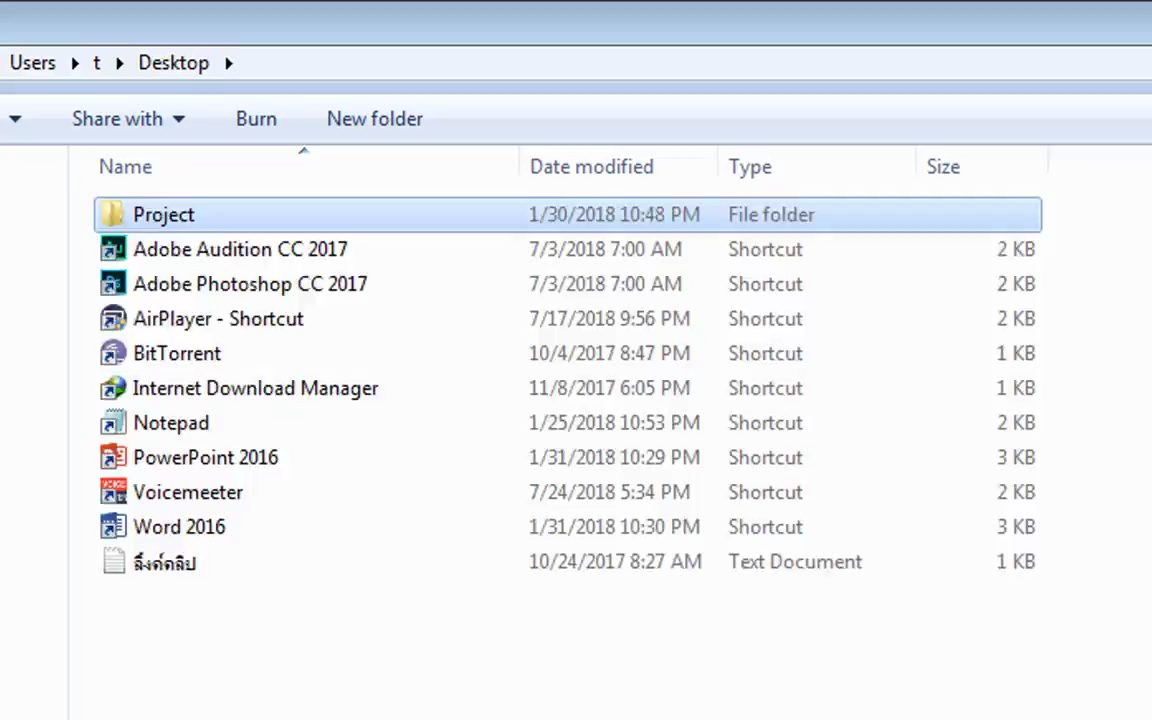 Users t Desktop
Share with Burn New folder
Name Date modified Type Size
Project 1/30/2018 10:48 PM File folder
Adobe Audition CC 2017 7/3/2018 7:00 AM Shortcut 2 KB
Adobe Photoshop CC 2017 7/3/2018 7:00 AM Shortcut 2 KB
AirPlayer - Shortcut 7/17/2018 9:56 PM Shortcut 2 KB
BitTorrent 10/4/2017 8:47 PM Shortcut 1 KB
Internet Download Manager 11/8/2017 6:05 PM Shortcut 1 KB
Notepad 1/25/2018 10:53 PM Shortcut 2 KB
PowerPoint 2016 1/31/2018 10:29 PM Shortcut 3 KB
Voicemeeter 7/24/2018 5:34 PM Shortcut 2 KB
Word 2016 1/31/2018 10:30 PM Shortcut 3 KB
ลิ้งค์คลิป 10/24/2017 8:27 AM Text Document 1 KB